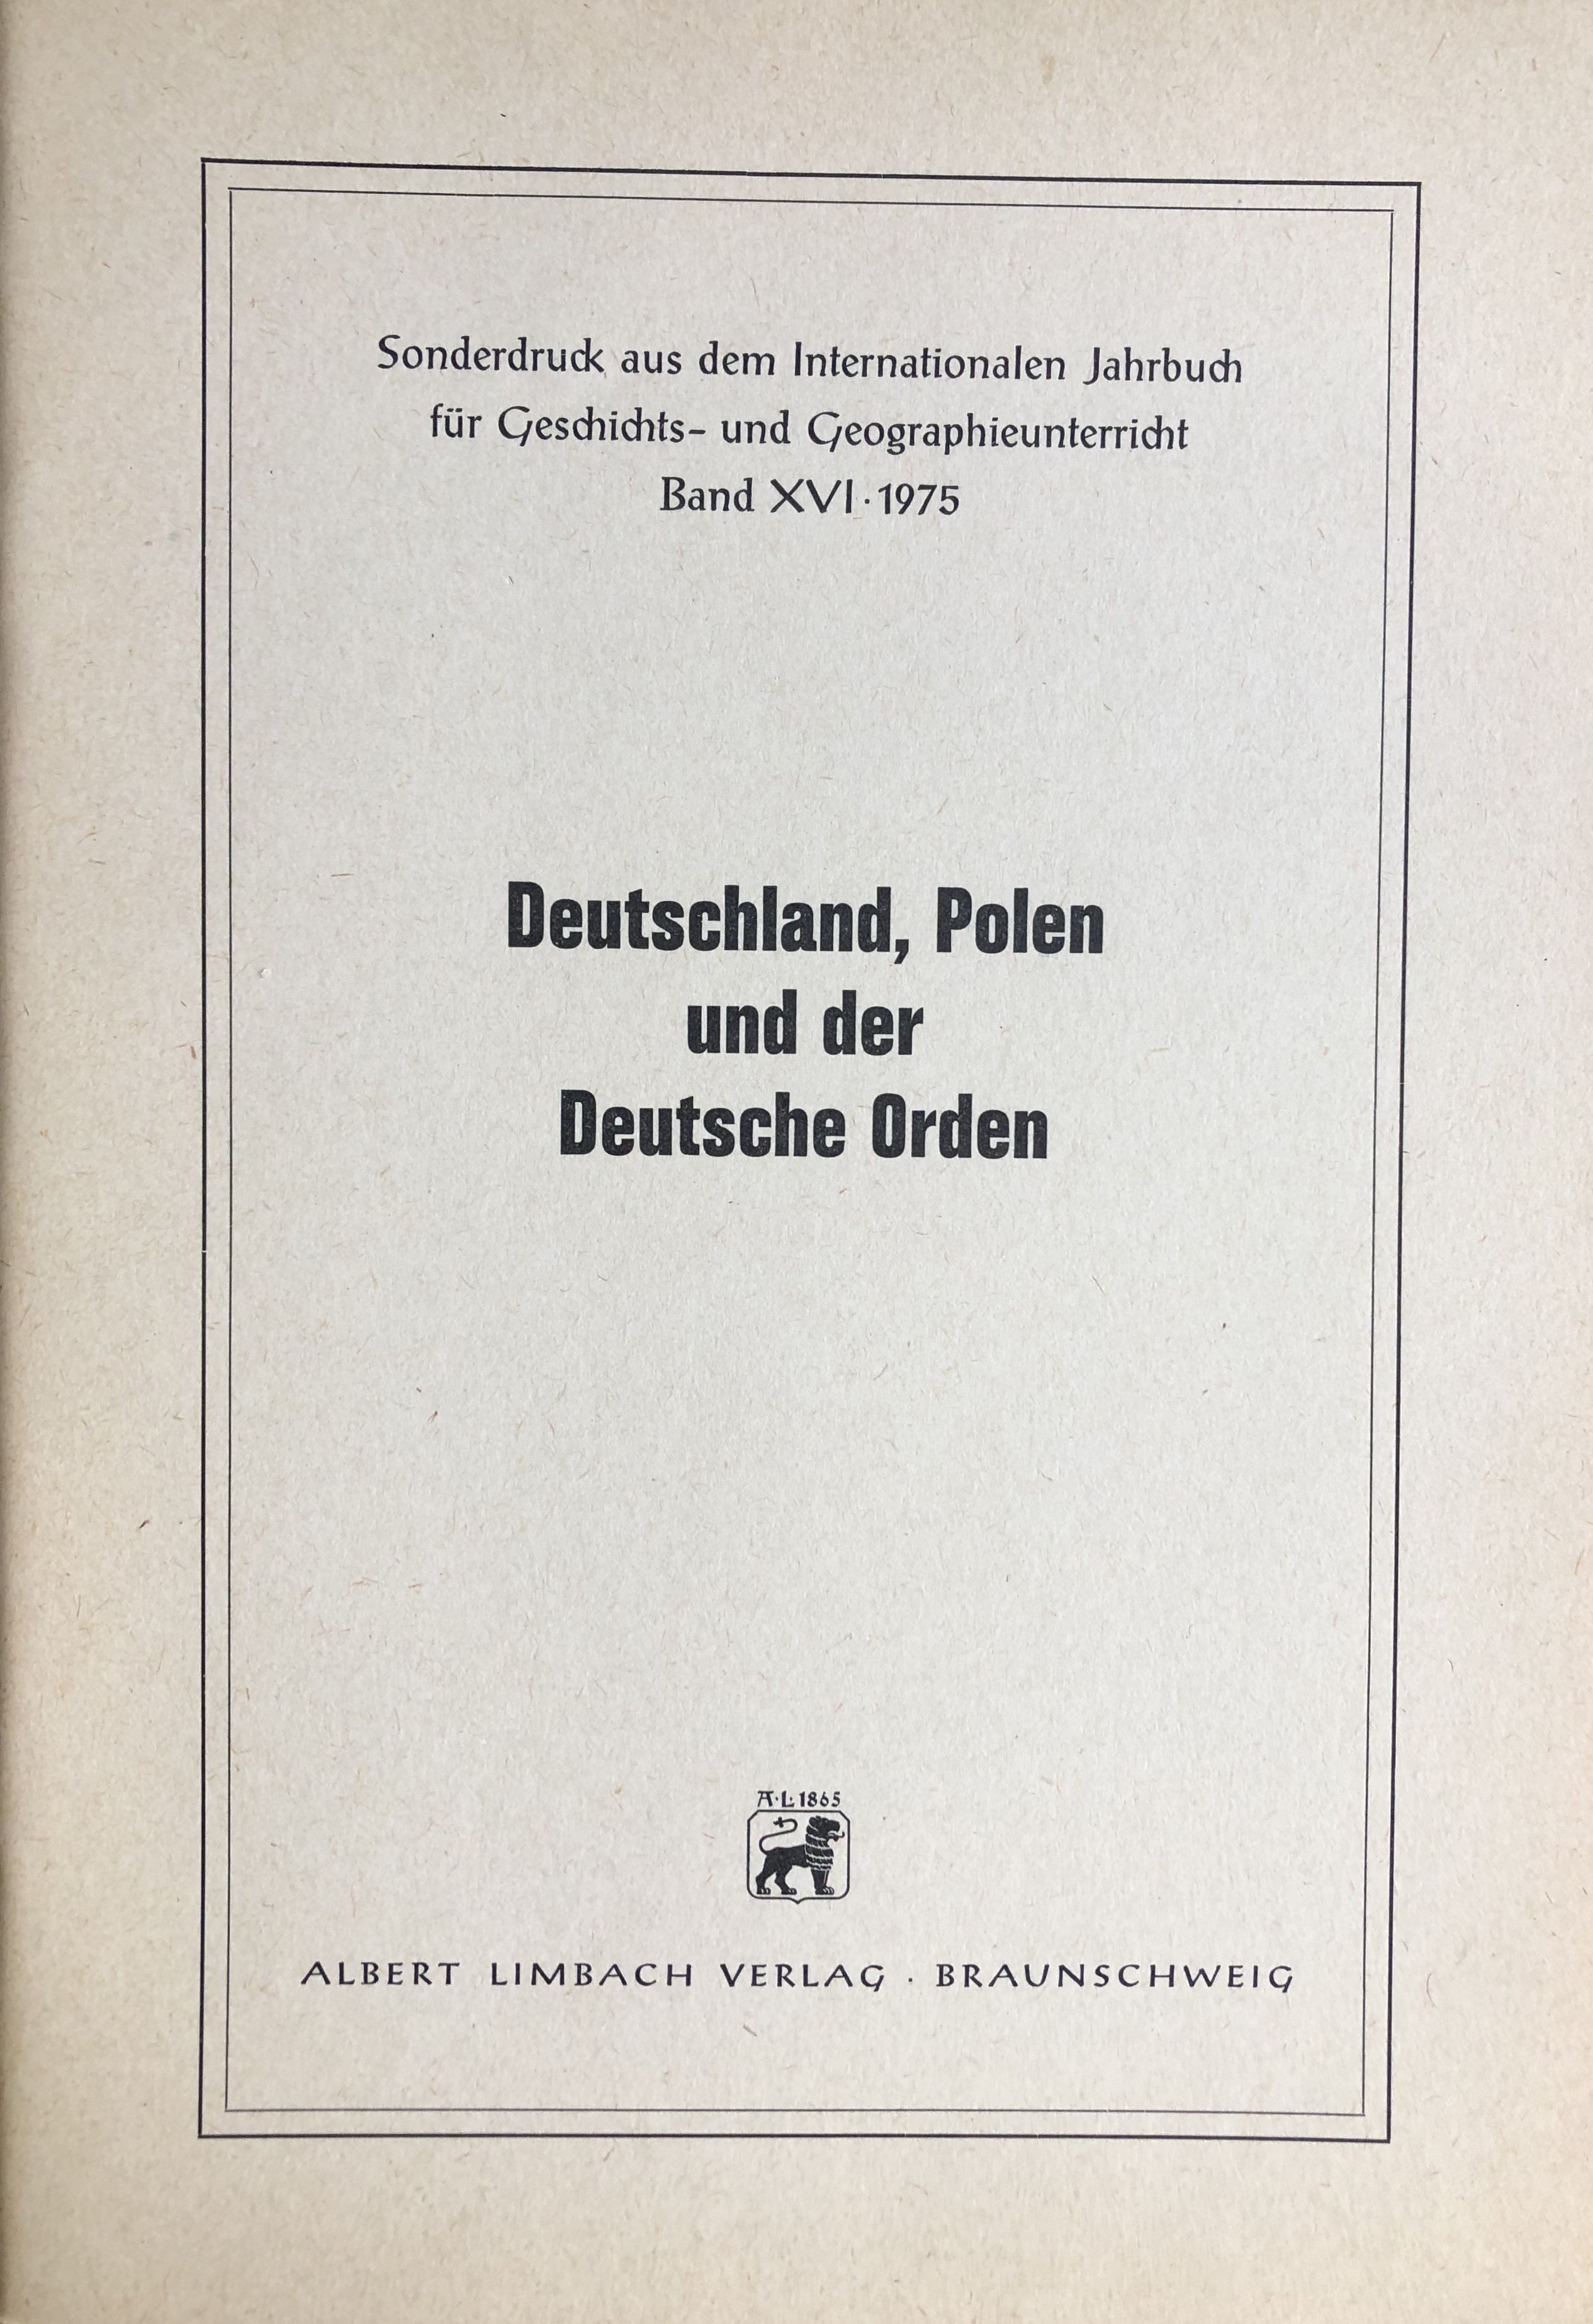 Sonderdruck aus dem Internationalen Jahrbuch
für Geschichts- und Geographieunterricht
Band XVI · 1975
Deutschland, Polen
und der
Deutsche Orden
A·L·1865
ALBERT LIMBACH VERLAG · BRAUNSCHWEIG